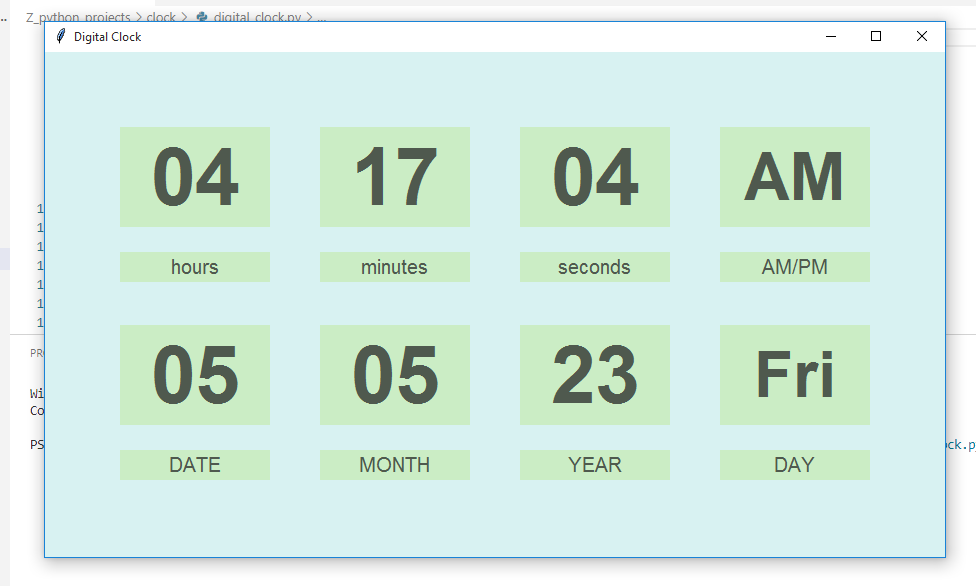 Z_python_projects > clock > digital_clock.py > ...
Digital Clock
04 17 04 AM
hours minutes seconds AM/PM
05 05 23 Fri
DATE MONTH YEAR DAY
PS